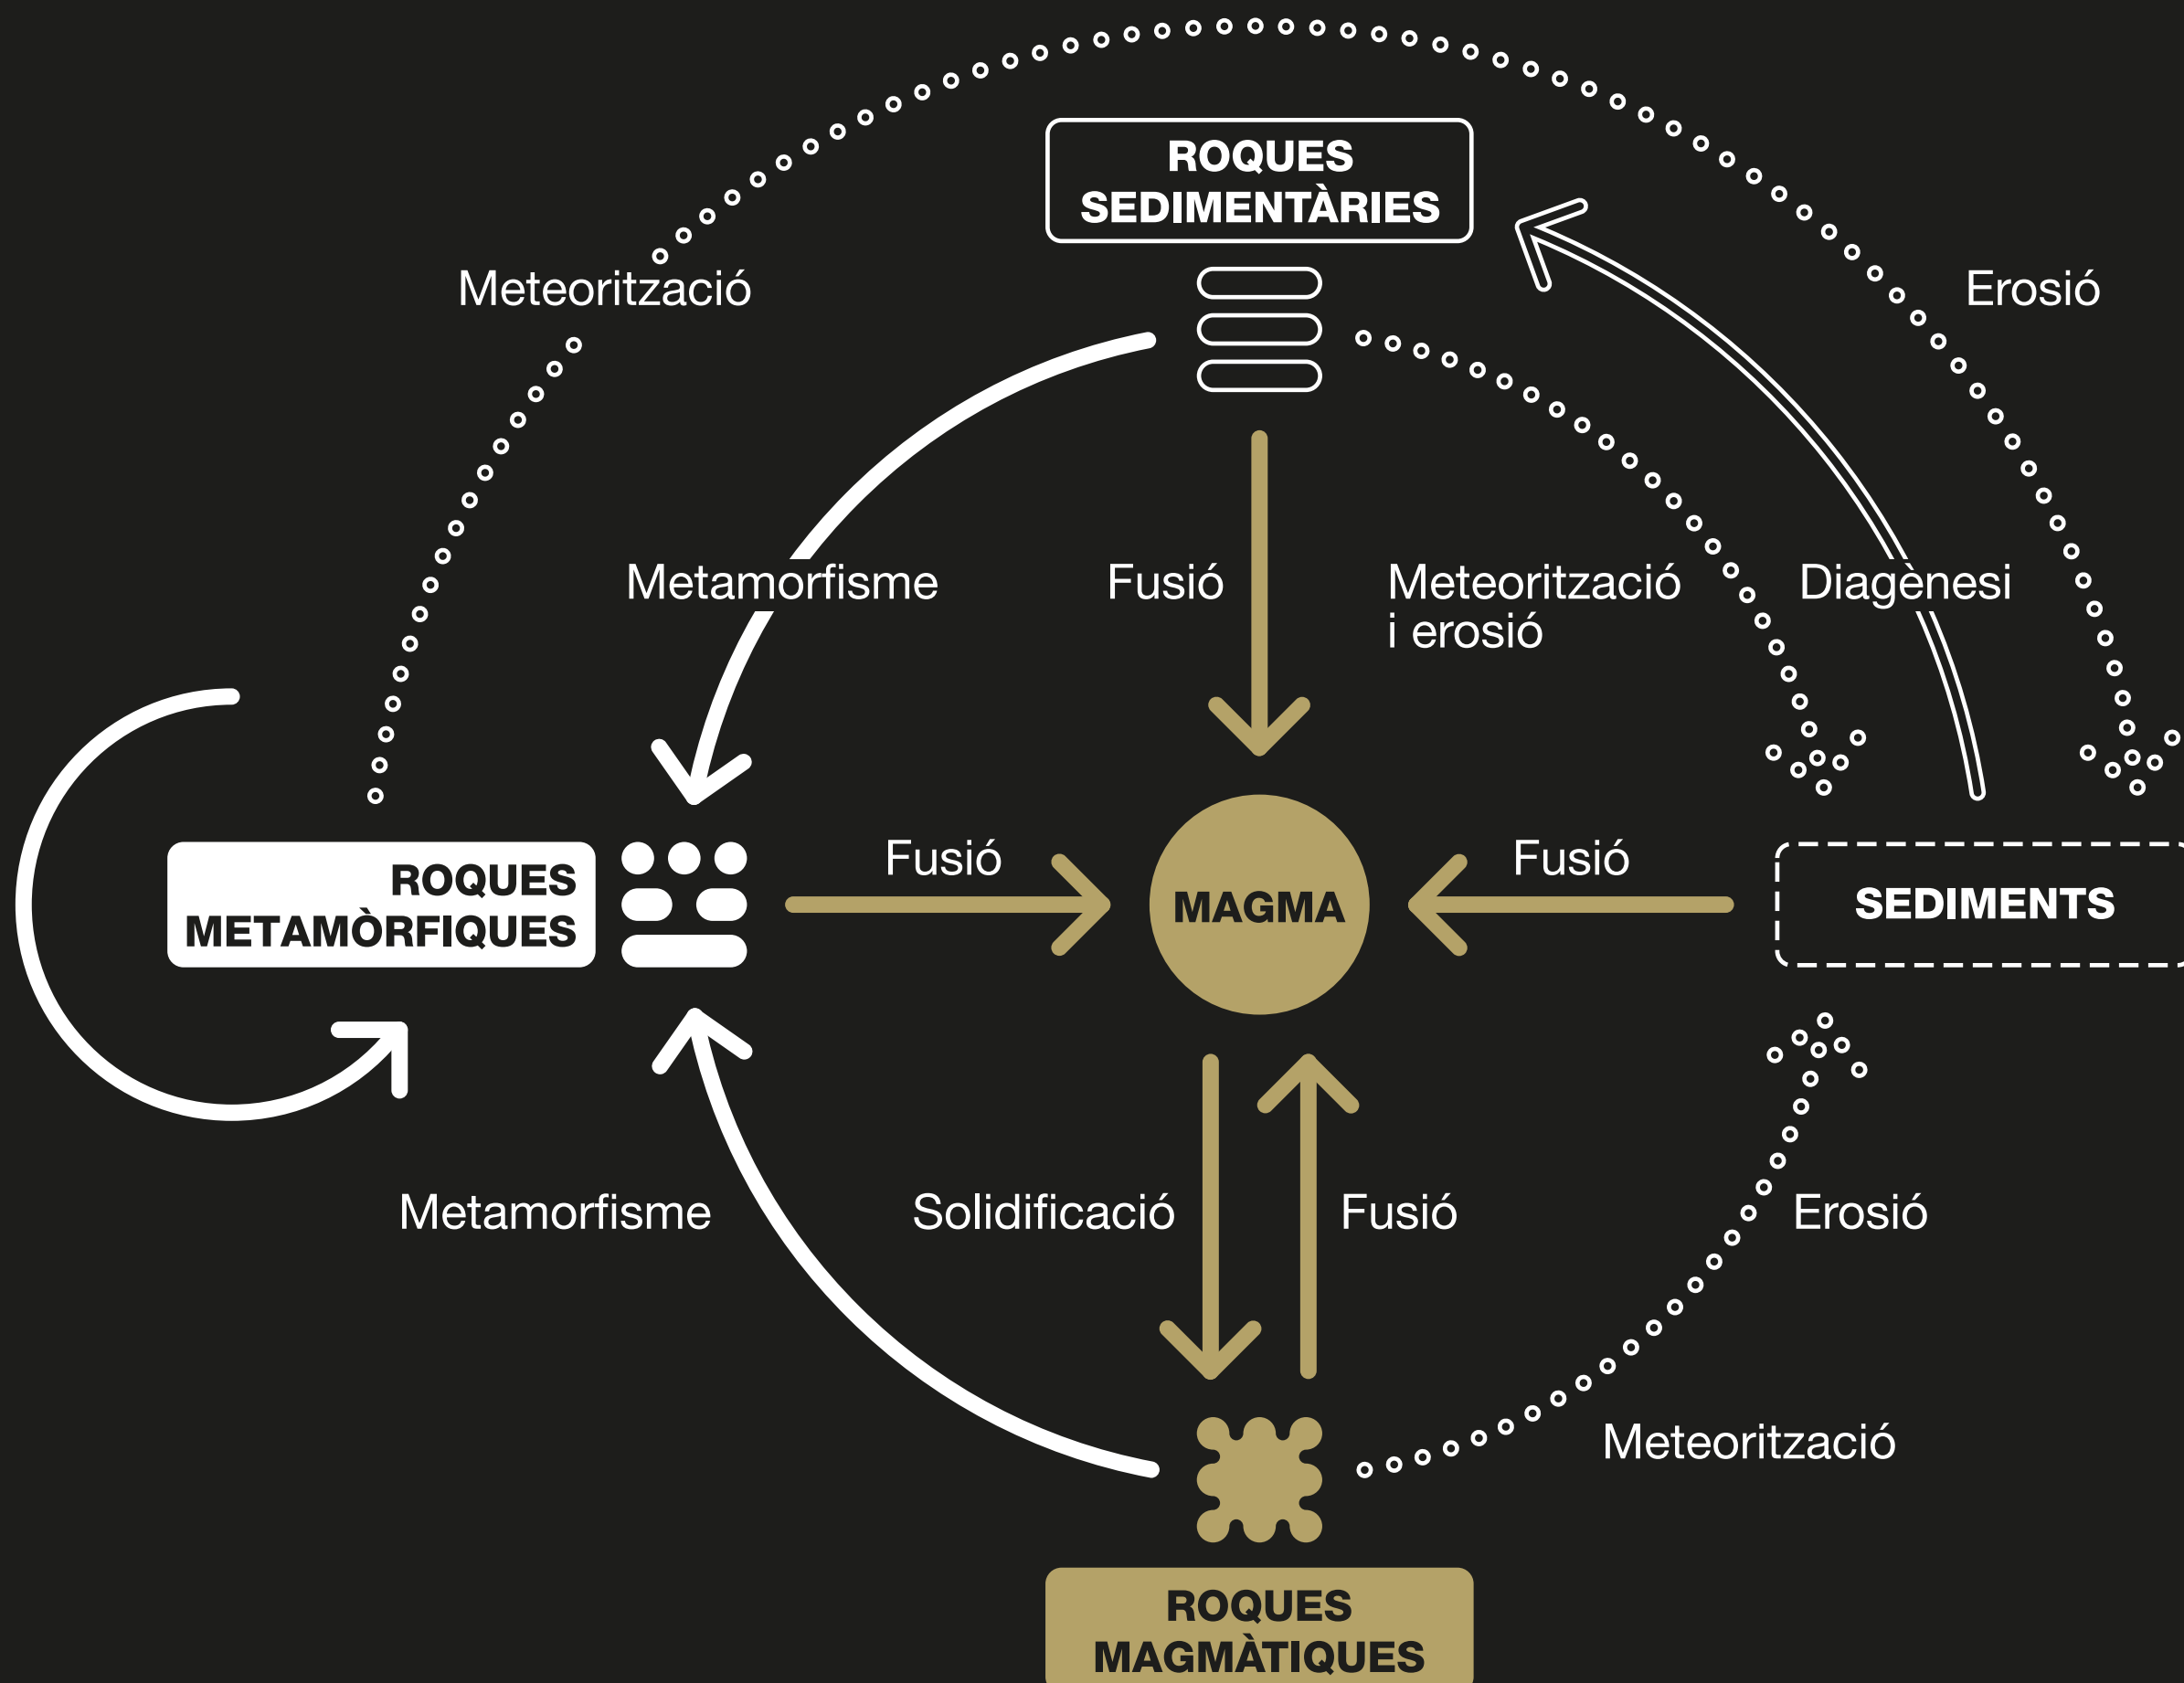 ROQUES
SEDIMENTÀRIES
Meteorització
Erosió
Metamorfisme
Fusió
Meteorització
i erosió
Diagènesi
ROQUES
METAMÒRFIQUES
Fusió
MAGMA
Fusió
SEDIMENTS
Metamorfisme
Solidificació
Fusió
Erosió
Meteorització
ROQUES
MAGMÀTIQUES